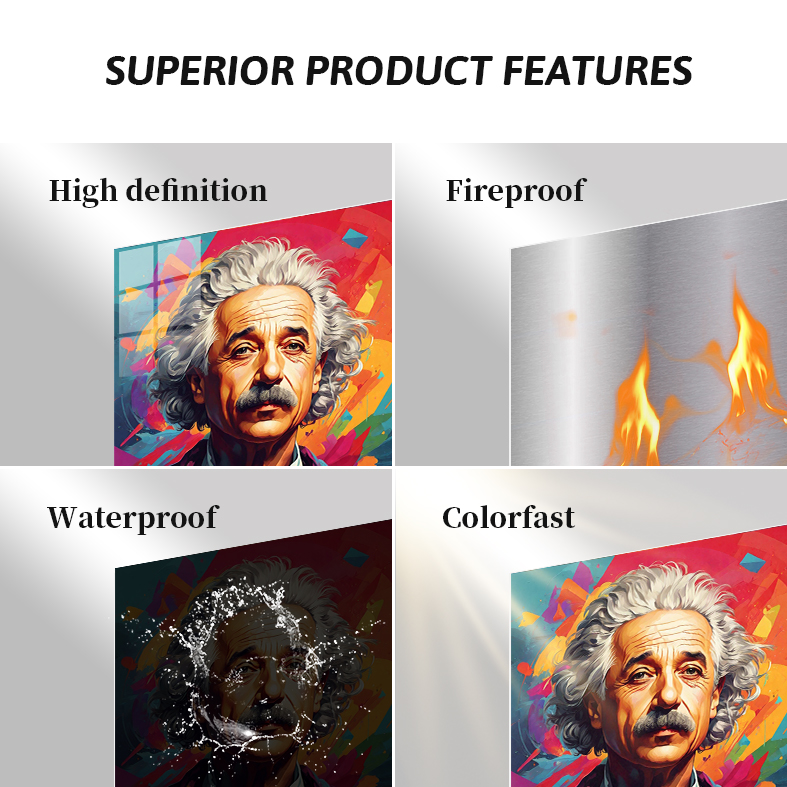 SUPERIOR PRODUCT FEATURES
High definition
Fireproof
Waterproof
Colorfast